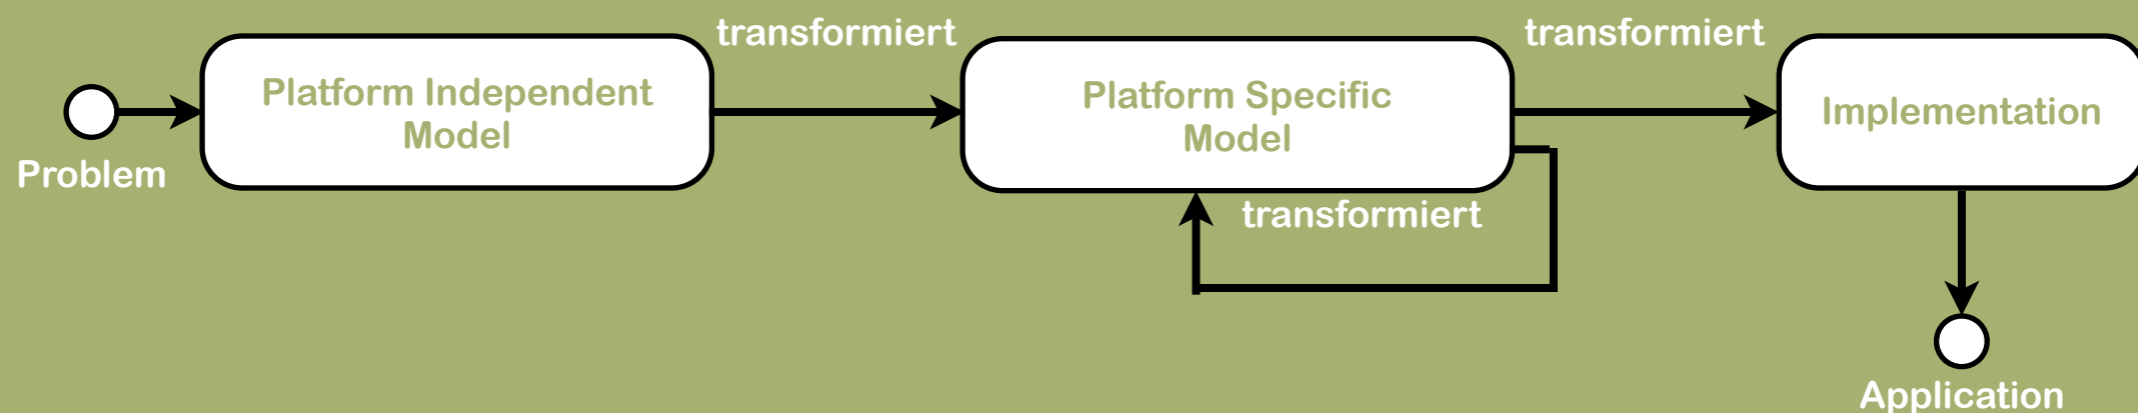 transformiert
transformiert
Platform Independent
Model
Platform Specific
Model
Implementation
Problem
transformiert
Application